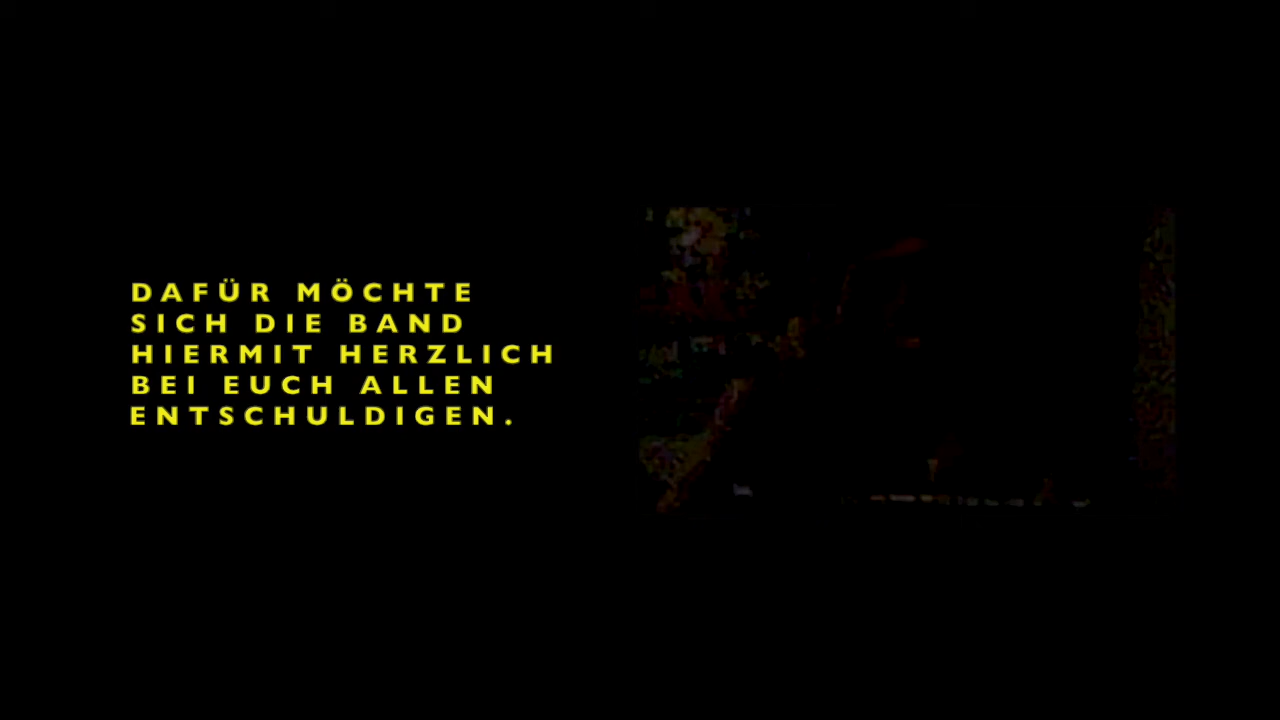 DAFÜR MÖCHTE
SICH DIE BAND
HIERMIT HERZLICH
BEI EUCH ALLEN
ENTSCHULDIGEN.